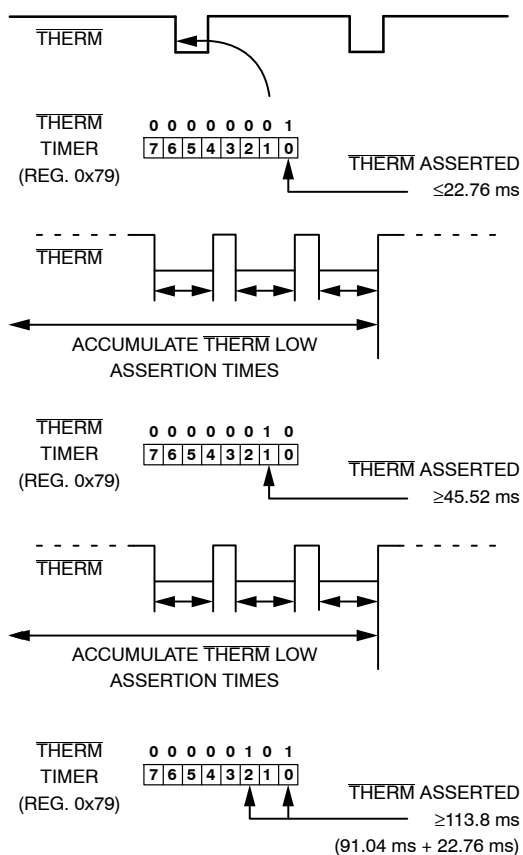 THERM
THERM
TIMER
(REG. 0x79)
0 0 0 0 0 0 0 1
7 6 5 4 3 2 1 0
THERM ASSERTED
≤22.76 ms
THERM
ACCUMULATE THERM LOW
ASSERTION TIMES
THERM
TIMER
(REG. 0x79)
0 0 0 0 0 0 1 0
7 6 5 4 3 2 1 0
THERM ASSERTED
≥45.52 ms
THERM
ACCUMULATE THERM LOW
ASSERTION TIMES
THERM
TIMER
(REG. 0x79)
0 0 0 0 0 1 0 1
7 6 5 4 3 2 1 0
THERM ASSERTED
≥113.8 ms
(91.04 ms + 22.76 ms)